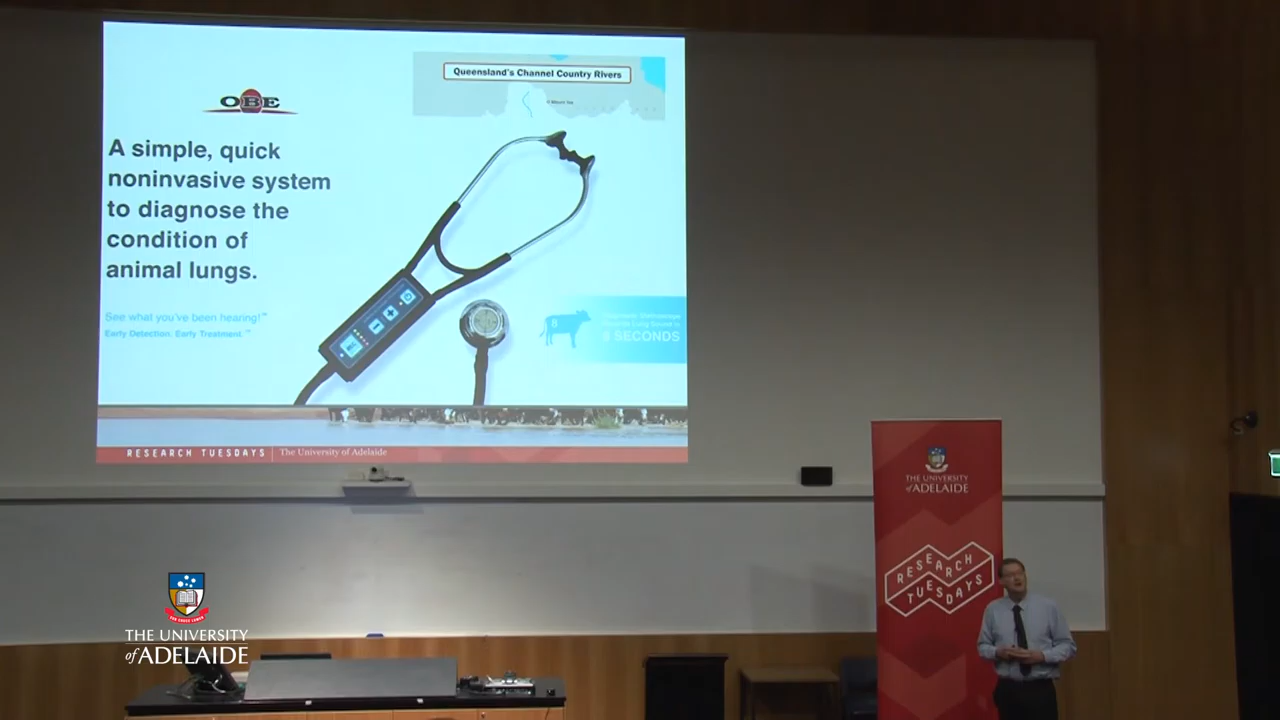 Queensland's Channel Country Rivers
OBE
A simple, quick
noninvasive system
to diagnose the
condition of
animal lungs.
See what you've been hearing!™
Early Detection. Early Treatment.™
8
8 SECONDS
RESEARCH TUESDAYS
The University of Adelaide
THE UNIVERSITY
of ADELAIDE
RESEARCH
TUESDAYS
THE UNIVERSITY
of ADELAIDE